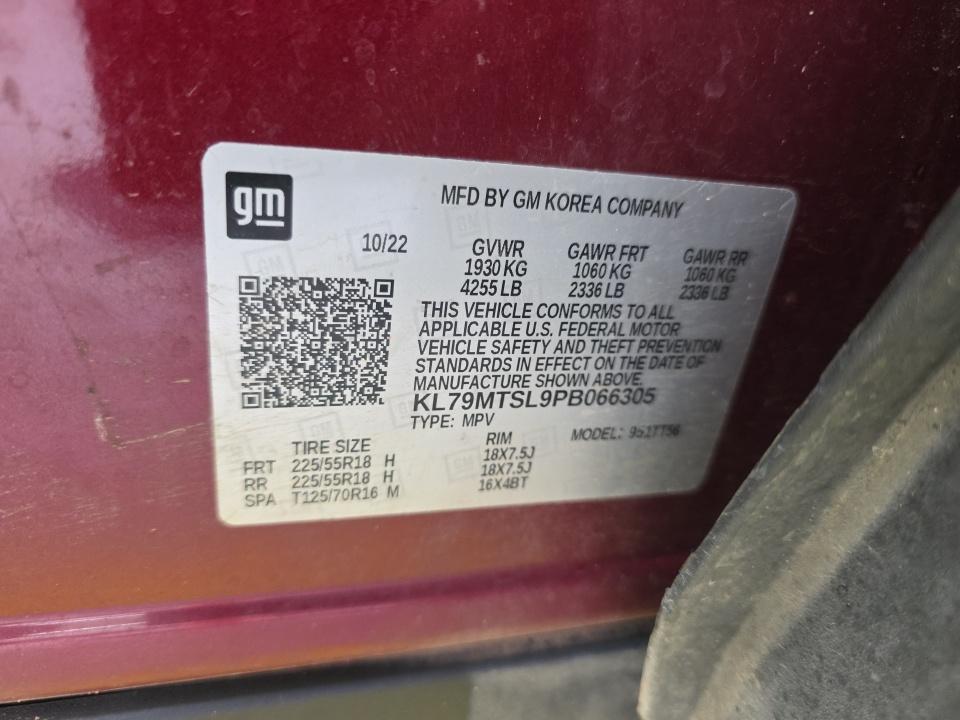 gm
MFD BY GM KOREA COMPANY
10/22
GVWR GAWR FRT GAWR RR
1930 KG 1060 KG 1060 KG
4255 LB 2336 LB 2336 LB
THIS VEHICLE CONFORMS TO ALL
APPLICABLE U.S. FEDERAL MOTOR
VEHICLE SAFETY AND THEFT PREVENTION
STANDARDS IN EFFECT ON THE DATE OF
MANUFACTURE SHOWN ABOVE.
KL79MTSL9PB066305
TYPE: MPV MODEL:
TIRE SIZE RIM
FRT 225/55R18 H 18X7.5J
RR 225/55R18 H 18X7.5J
SPA T125/70R16 M 16X4BT